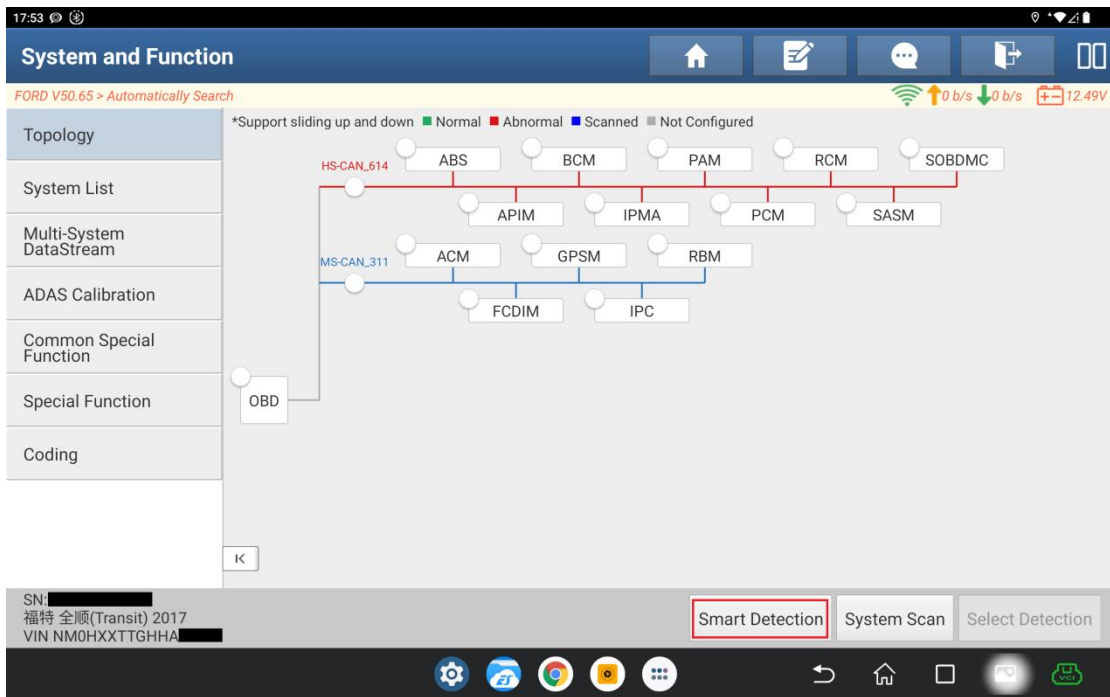 17:53
System and Function
FORD V50.65 > Automatically Search
0 b/s 0 b/s 12.49V
Topology
System List
Multi-System
DataStream
ADAS Calibration
Common Special
Function
Special Function
Coding
*Support sliding up and down Normal Abnormal Scanned Not Configured
HS-CAN_614
ABS BCM PAM RCM SOBDMC
APIM IPMA PCM SASM
MS-CAN_311
ACM GPSM RBM
FCDIM IPC
OBD
SN:
福特 全顺(Transit) 2017
VIN NM0HXXTTGHHA
Smart Detection System Scan Select Detection
ES
VCI